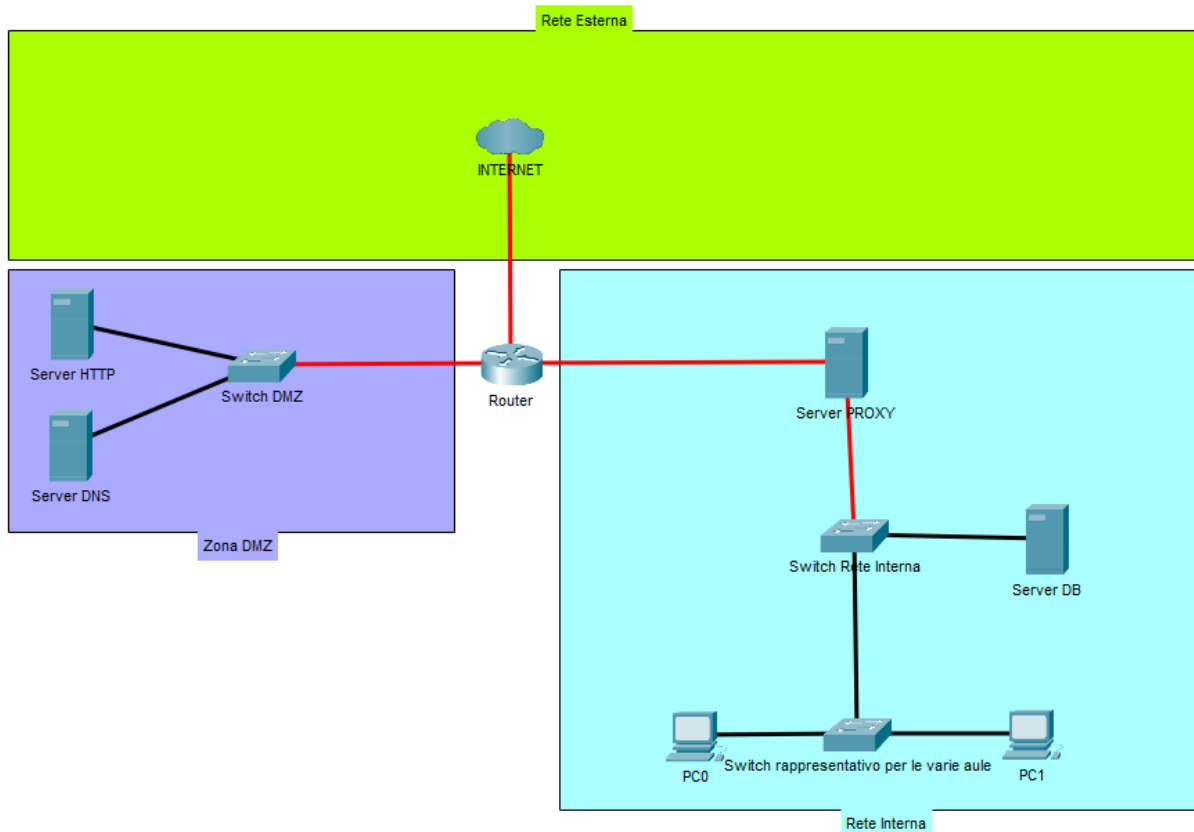 Rete Esterna
INTERNET
Server HTTP
Switch DMZ
Router
Server PROXY
Server DNS
Zona DMZ
Switch Rete Interna
Server DB
PC0
Switch rappresentativo per le varie aule
PC1
Rete Interna